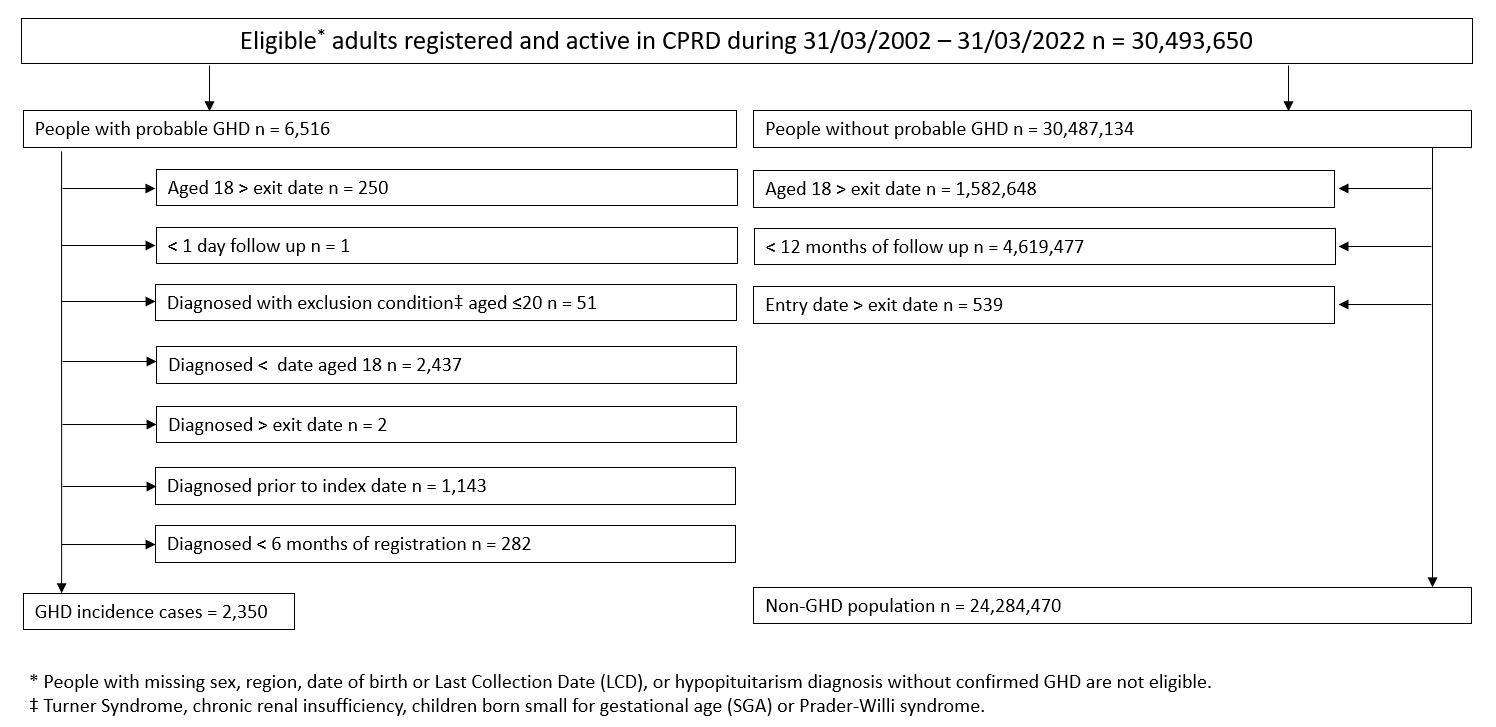 Eligible* adults registered and active in CPRD during 31/03/2002 – 31/03/2022 n = 30,493,650
People with probable GHD n = 6,516
Aged 18 > exit date n = 250
< 1 day follow up n = 1
Diagnosed with exclusion condition‡ aged ≤20 n = 51
Diagnosed < date aged 18 n = 2,437
Diagnosed > exit date n = 2
Diagnosed prior to index date n = 1,143
Diagnosed < 6 months of registration n = 282
GHD incidence cases = 2,350
People without probable GHD n = 30,487,134
Aged 18 > exit date n = 1,582,648
< 12 months of follow up n = 4,619,477
Entry date > exit date n = 539
Non-GHD population n = 24,284,470
* People with missing sex, region, date of birth or Last Collection Date (LCD), or hypopituitarism diagnosis without confirmed GHD are not eligible.
‡ Turner Syndrome, chronic renal insufficiency, children born small for gestational age (SGA) or Prader-Willi syndrome.